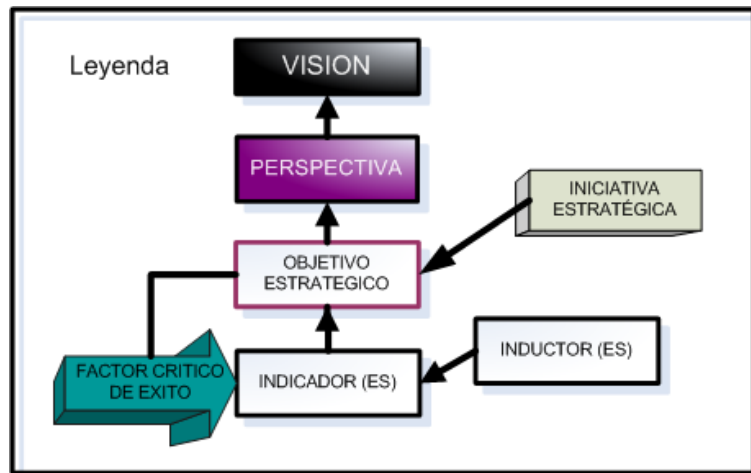 Leyenda
VISION
PERSPECTIVA
INICIATIVA
ESTRATÉGICA
OBJETIVO
ESTRATEGICO
FACTOR CRITICO
DE EXITO
INDICADOR (ES)
INDUCTOR (ES)